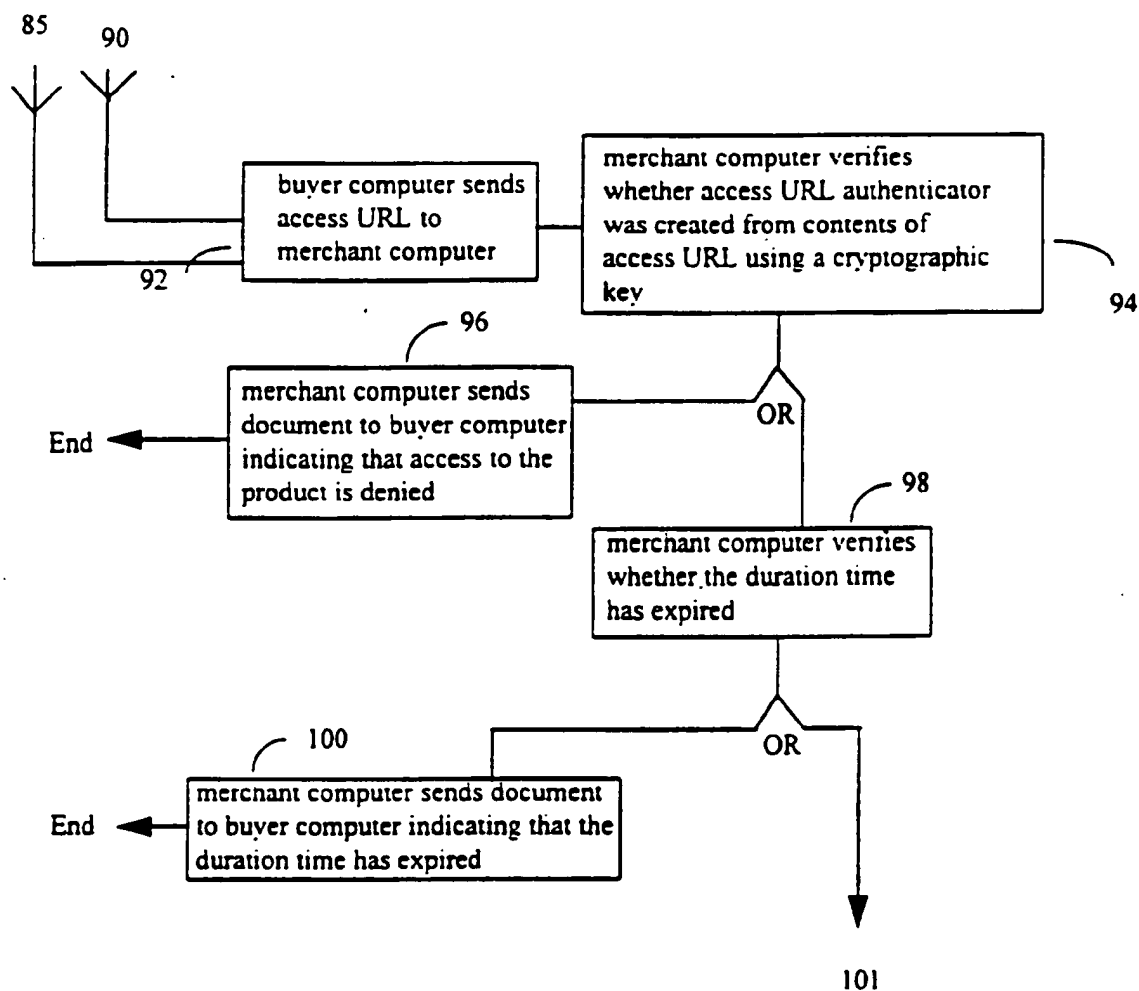 85
90
buyer computer sends
access URL to
merchant computer
92
merchant computer verifies
whether access URL authenticator
was created from contents of
access URL using a cryptographic
key
94
96
merchant computer sends
document to buyer computer
indicating that access to the
product is denied
End
OR
98
merchant computer verifies
whether the duration time
has expired
OR
100
merchant computer sends document
to buyer computer indicating that the
duration time has expired
End
101